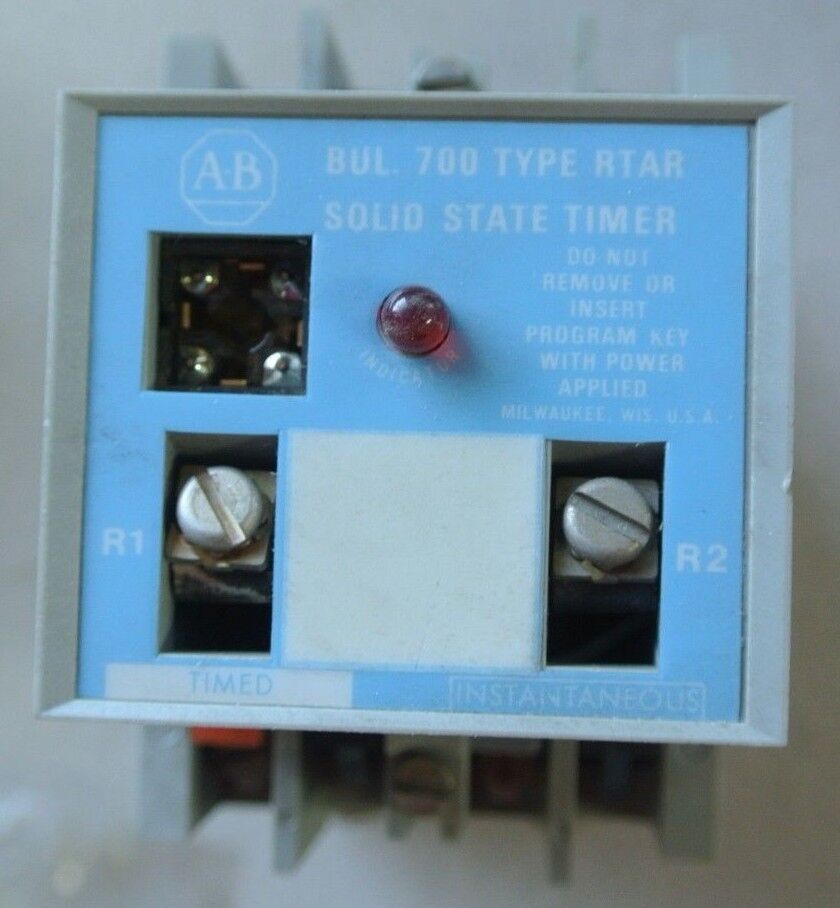 A-B
BUL. 700 TYPE RTAR
SOLID STATE TIMER
DO NOT
REMOVE OR
INSERT
PROGRAM KEY
WITH POWER
APPLIED
MILWAUKEE, WIS. U.S.A.
INDICATOR
R1
R2
TIMED
INSTANTANEOUS